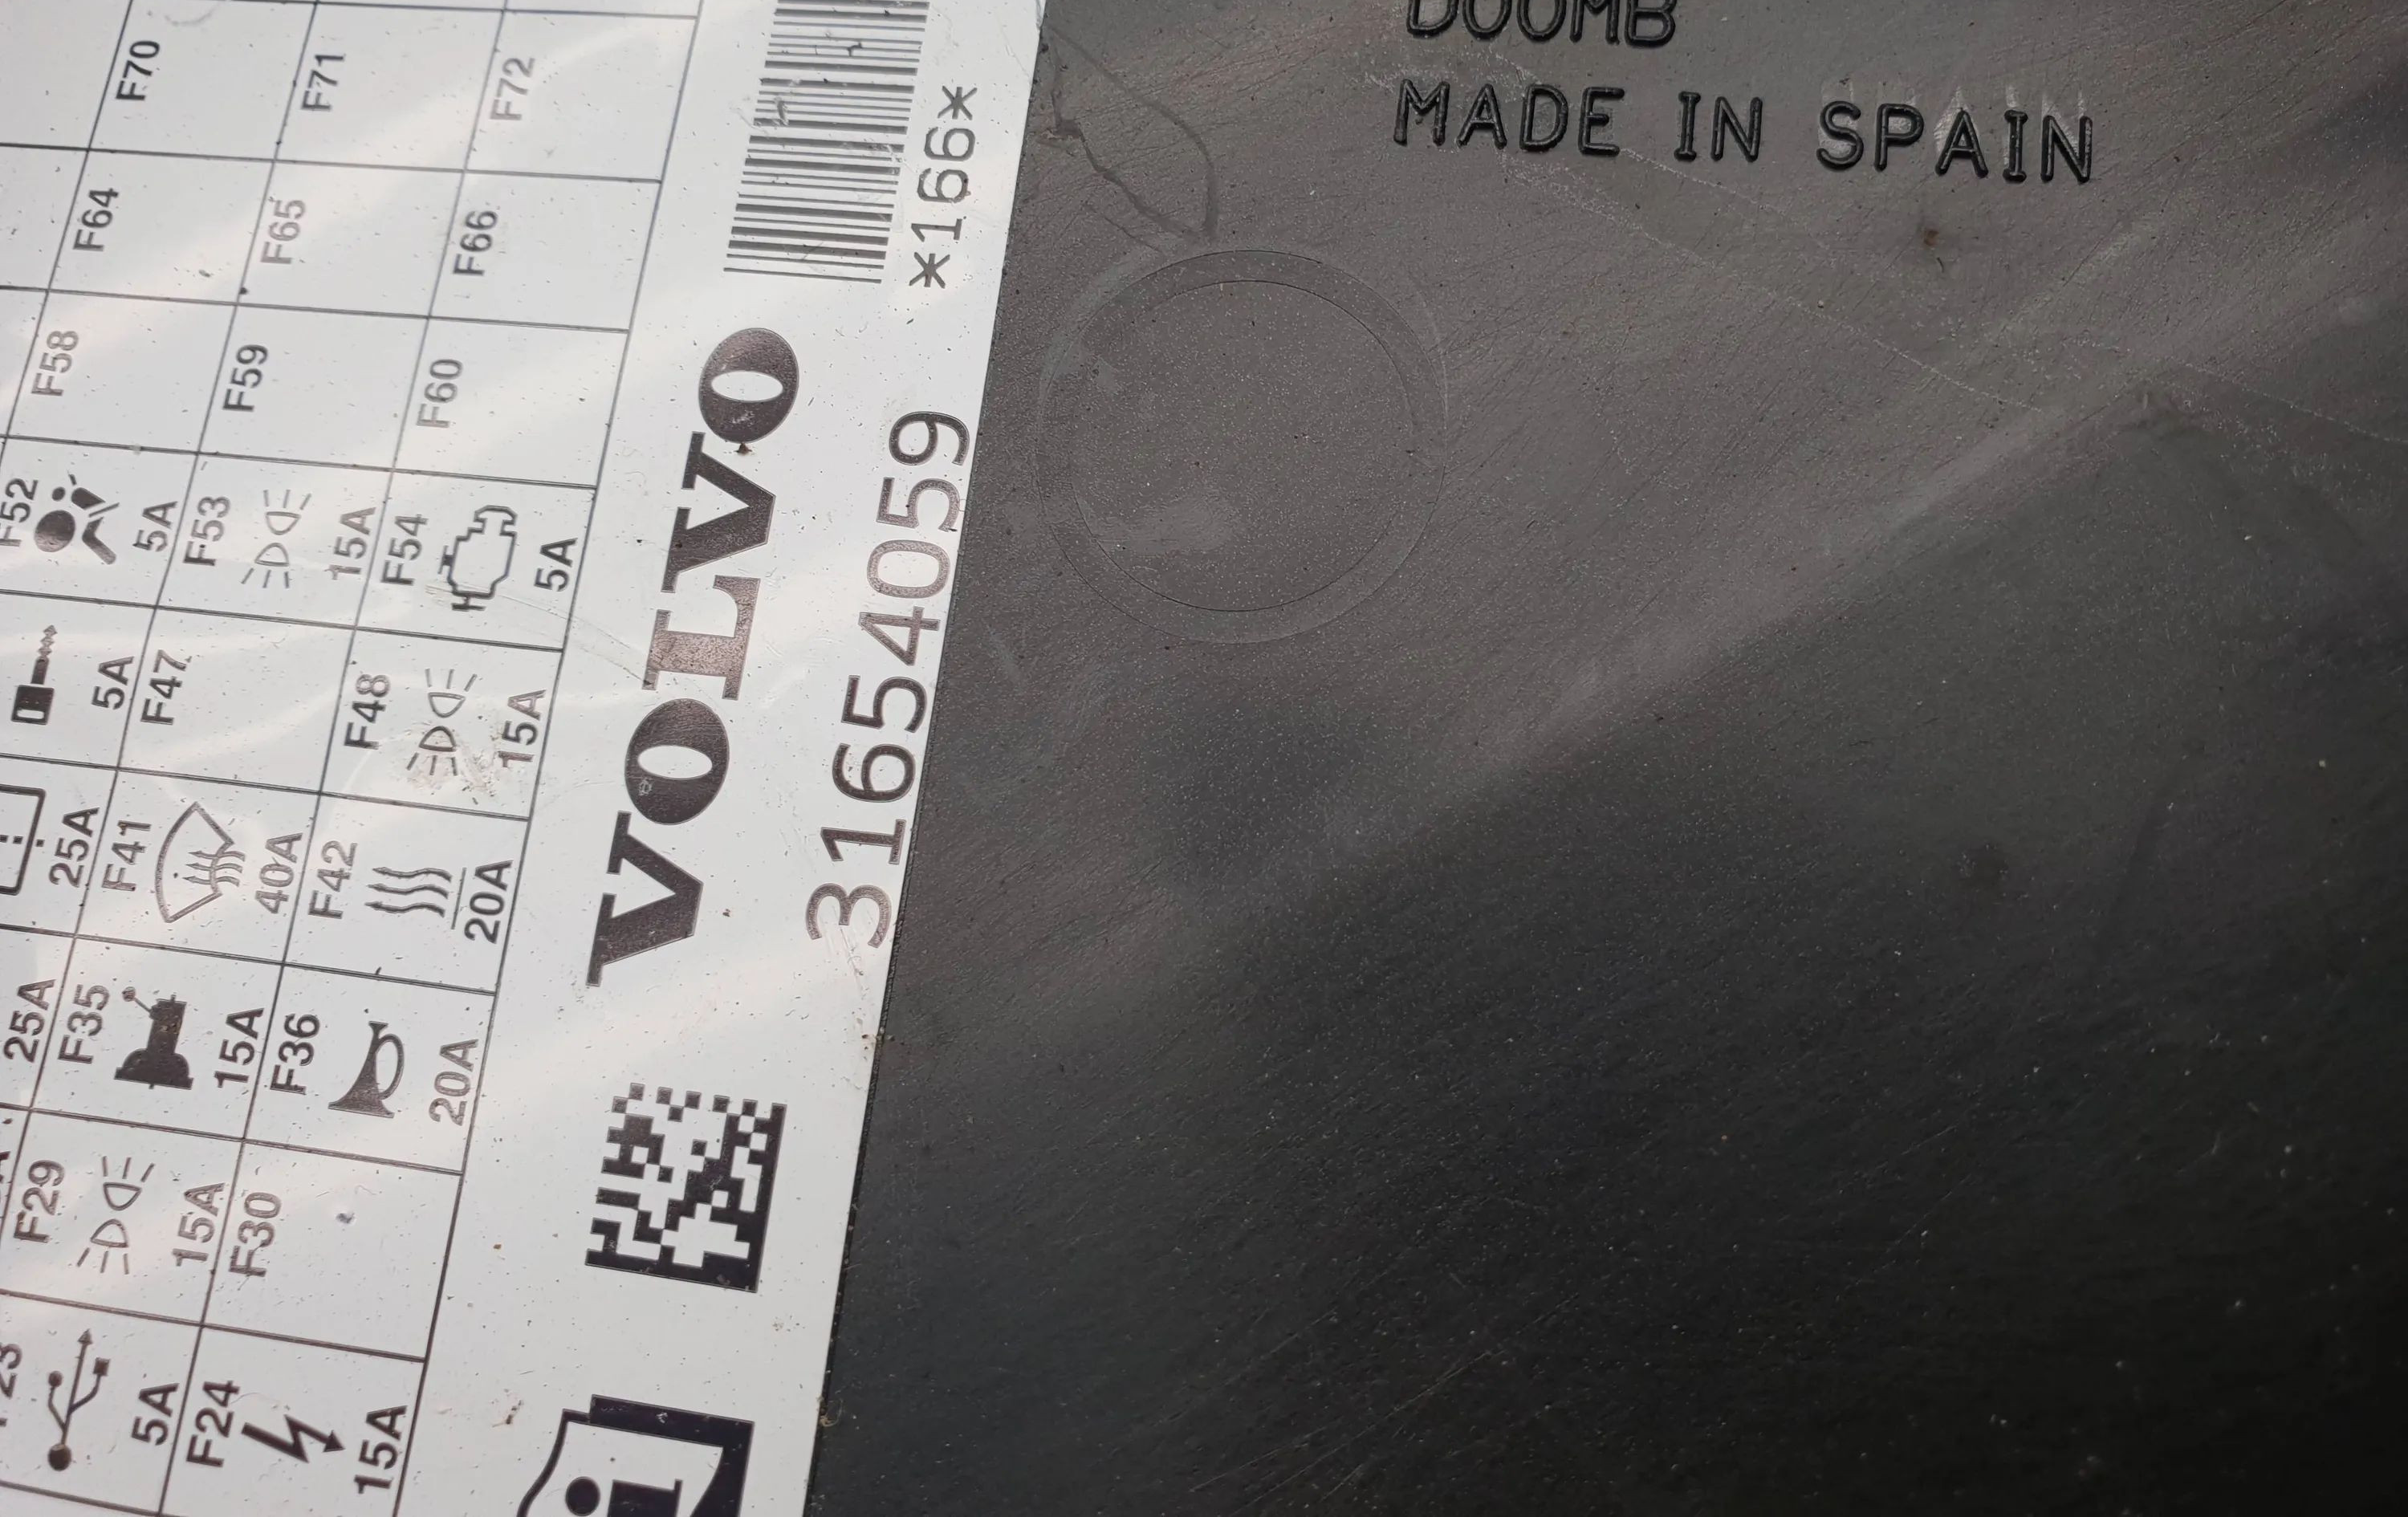 F70
F71
F72
F64
F65
F66
F58
F59
F60
F52
5A
F53
15A
F54
5A
5A
F47
F48
15A
25A
F41
40A
F42
20A
25A
F35
15A
F36
20A
F29
15A
F30
5A
F24
15A
VOLVO
31654059
*166*
i
D00MB
MADE IN SPAIN